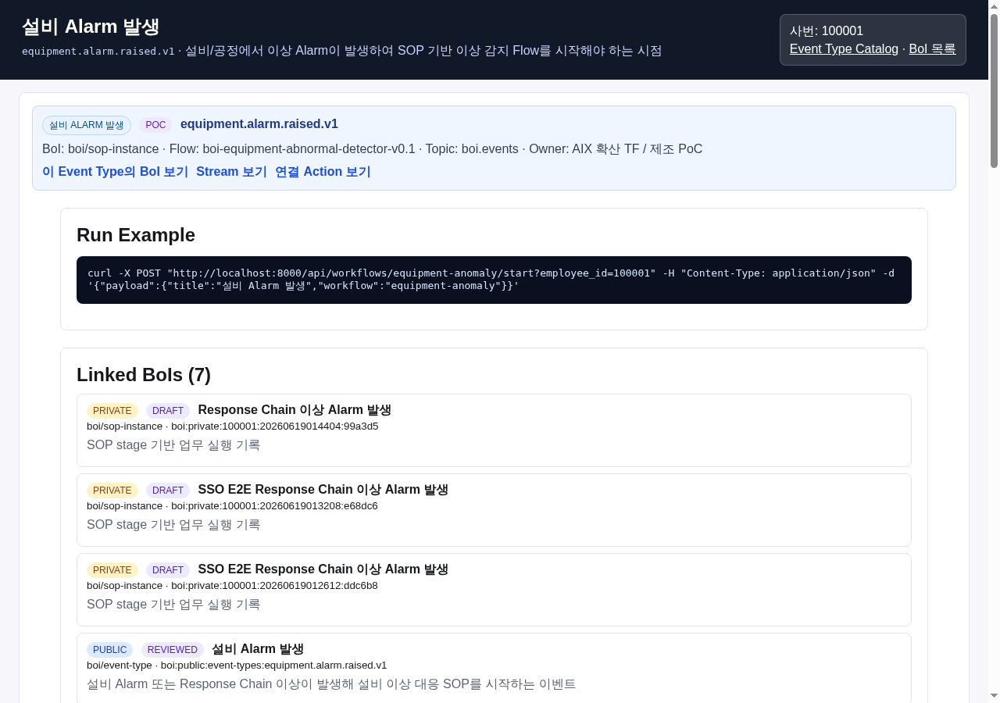 설비 Alarm 발생
equipment.alarm.raised.v1 · 설비/공정에서 이상 Alarm이 발생하여 SOP 기반 이상 감지 Flow를 시작해야 하는 시점
사번: 100001
Event Type Catalog · BoI 목록
설비 ALARM 발생 POC equipment.alarm.raised.v1
BoI: boi/sop-instance · Flow: boi-equipment-abnormal-detector-v0.1 · Topic: boi.events · Owner: AIX 확산 TF / 제조 PoC
이 Event Type의 BoI 보기 Stream 보기 연결 Action 보기
Run Example
curl -X POST "http://localhost:8000/api/workflows/equipment-anomaly/start?employee_id=100001" -H "Content-Type: application/json" -d
'{"payload":{"title":"설비 Alarm 발생","workflow":"equipment-anomaly"}}'
Linked BoIs (7)
PRIVATE DRAFT Response Chain 이상 Alarm 발생
boi/sop-instance · boi:private:100001:20260619014404:99a3d5
SOP stage 기반 업무 실행 기록
PRIVATE DRAFT SSO E2E Response Chain 이상 Alarm 발생
boi/sop-instance · boi:private:100001:20260619013208:e68dc6
SOP stage 기반 업무 실행 기록
PRIVATE DRAFT SSO E2E Response Chain 이상 Alarm 발생
boi/sop-instance · boi:private:100001:20260619012612:ddc6b8
SOP stage 기반 업무 실행 기록
PUBLIC REVIEWED 설비 Alarm 발생
boi/event-type · boi:public:event-types:equipment.alarm.raised.v1
설비 Alarm 또는 Response Chain 이상이 발생해 설비 이상 대응 SOP를 시작하는 이벤트